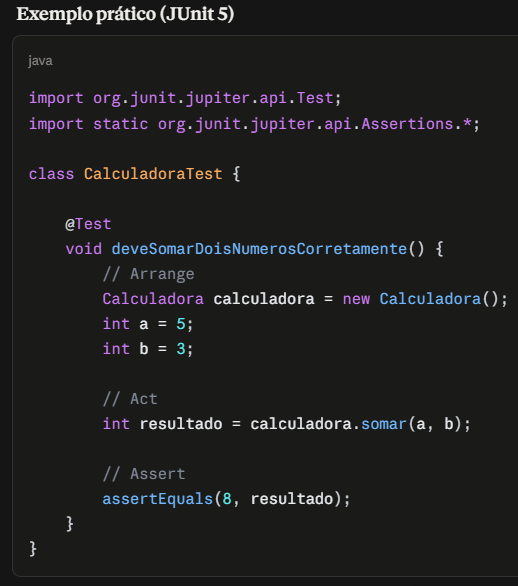 Exemplo prático (JUnit 5)
java
import org.junit.jupiter.api.Test;
import static org.junit.jupiter.api.Assertions.*;
class CalculadoraTest {
@Test
void deveSomarDoisNumerosCorretamente() {
// Arrange
Calculadora calculadora = new Calculadora();
int a = 5;
int b = 3;
// Act
int resultado = calculadora.somar(a, b);
// Assert
assertEquals(8, resultado);
}
}